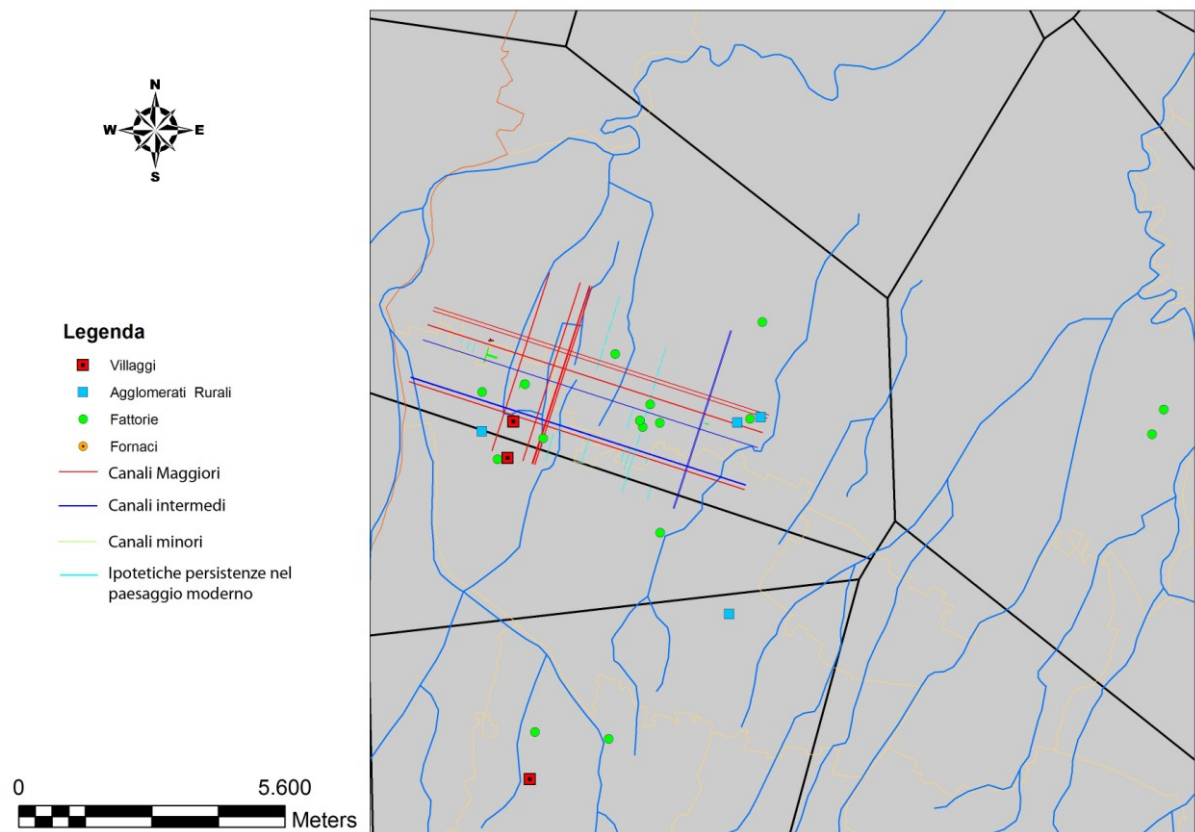 N
W E
S
Legenda
Villaggi
Agglomerati Rurali
Fattorie
Fornaci
Canali Maggiori
Canali intermedi
Canali minori
Ipotetiche persistenze nel
paesaggio moderno
0 5.600
Meters